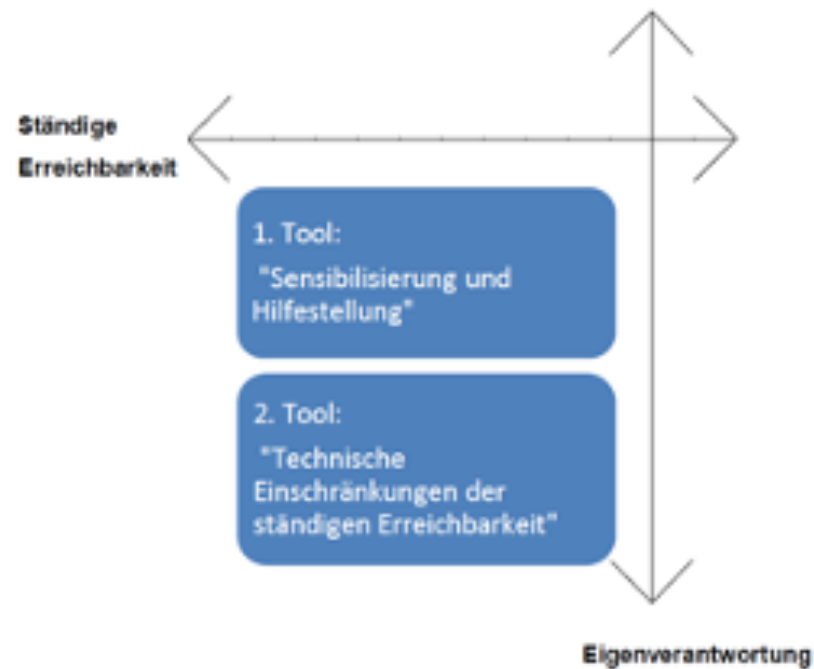 Ständige
Erreichbarkeit
1. Tool:
"Sensibilisierung und
Hilfestellung"
2. Tool:
"Technische
Einschränkungen der
ständigen Erreichbarkeit"
Eigenverantwortung